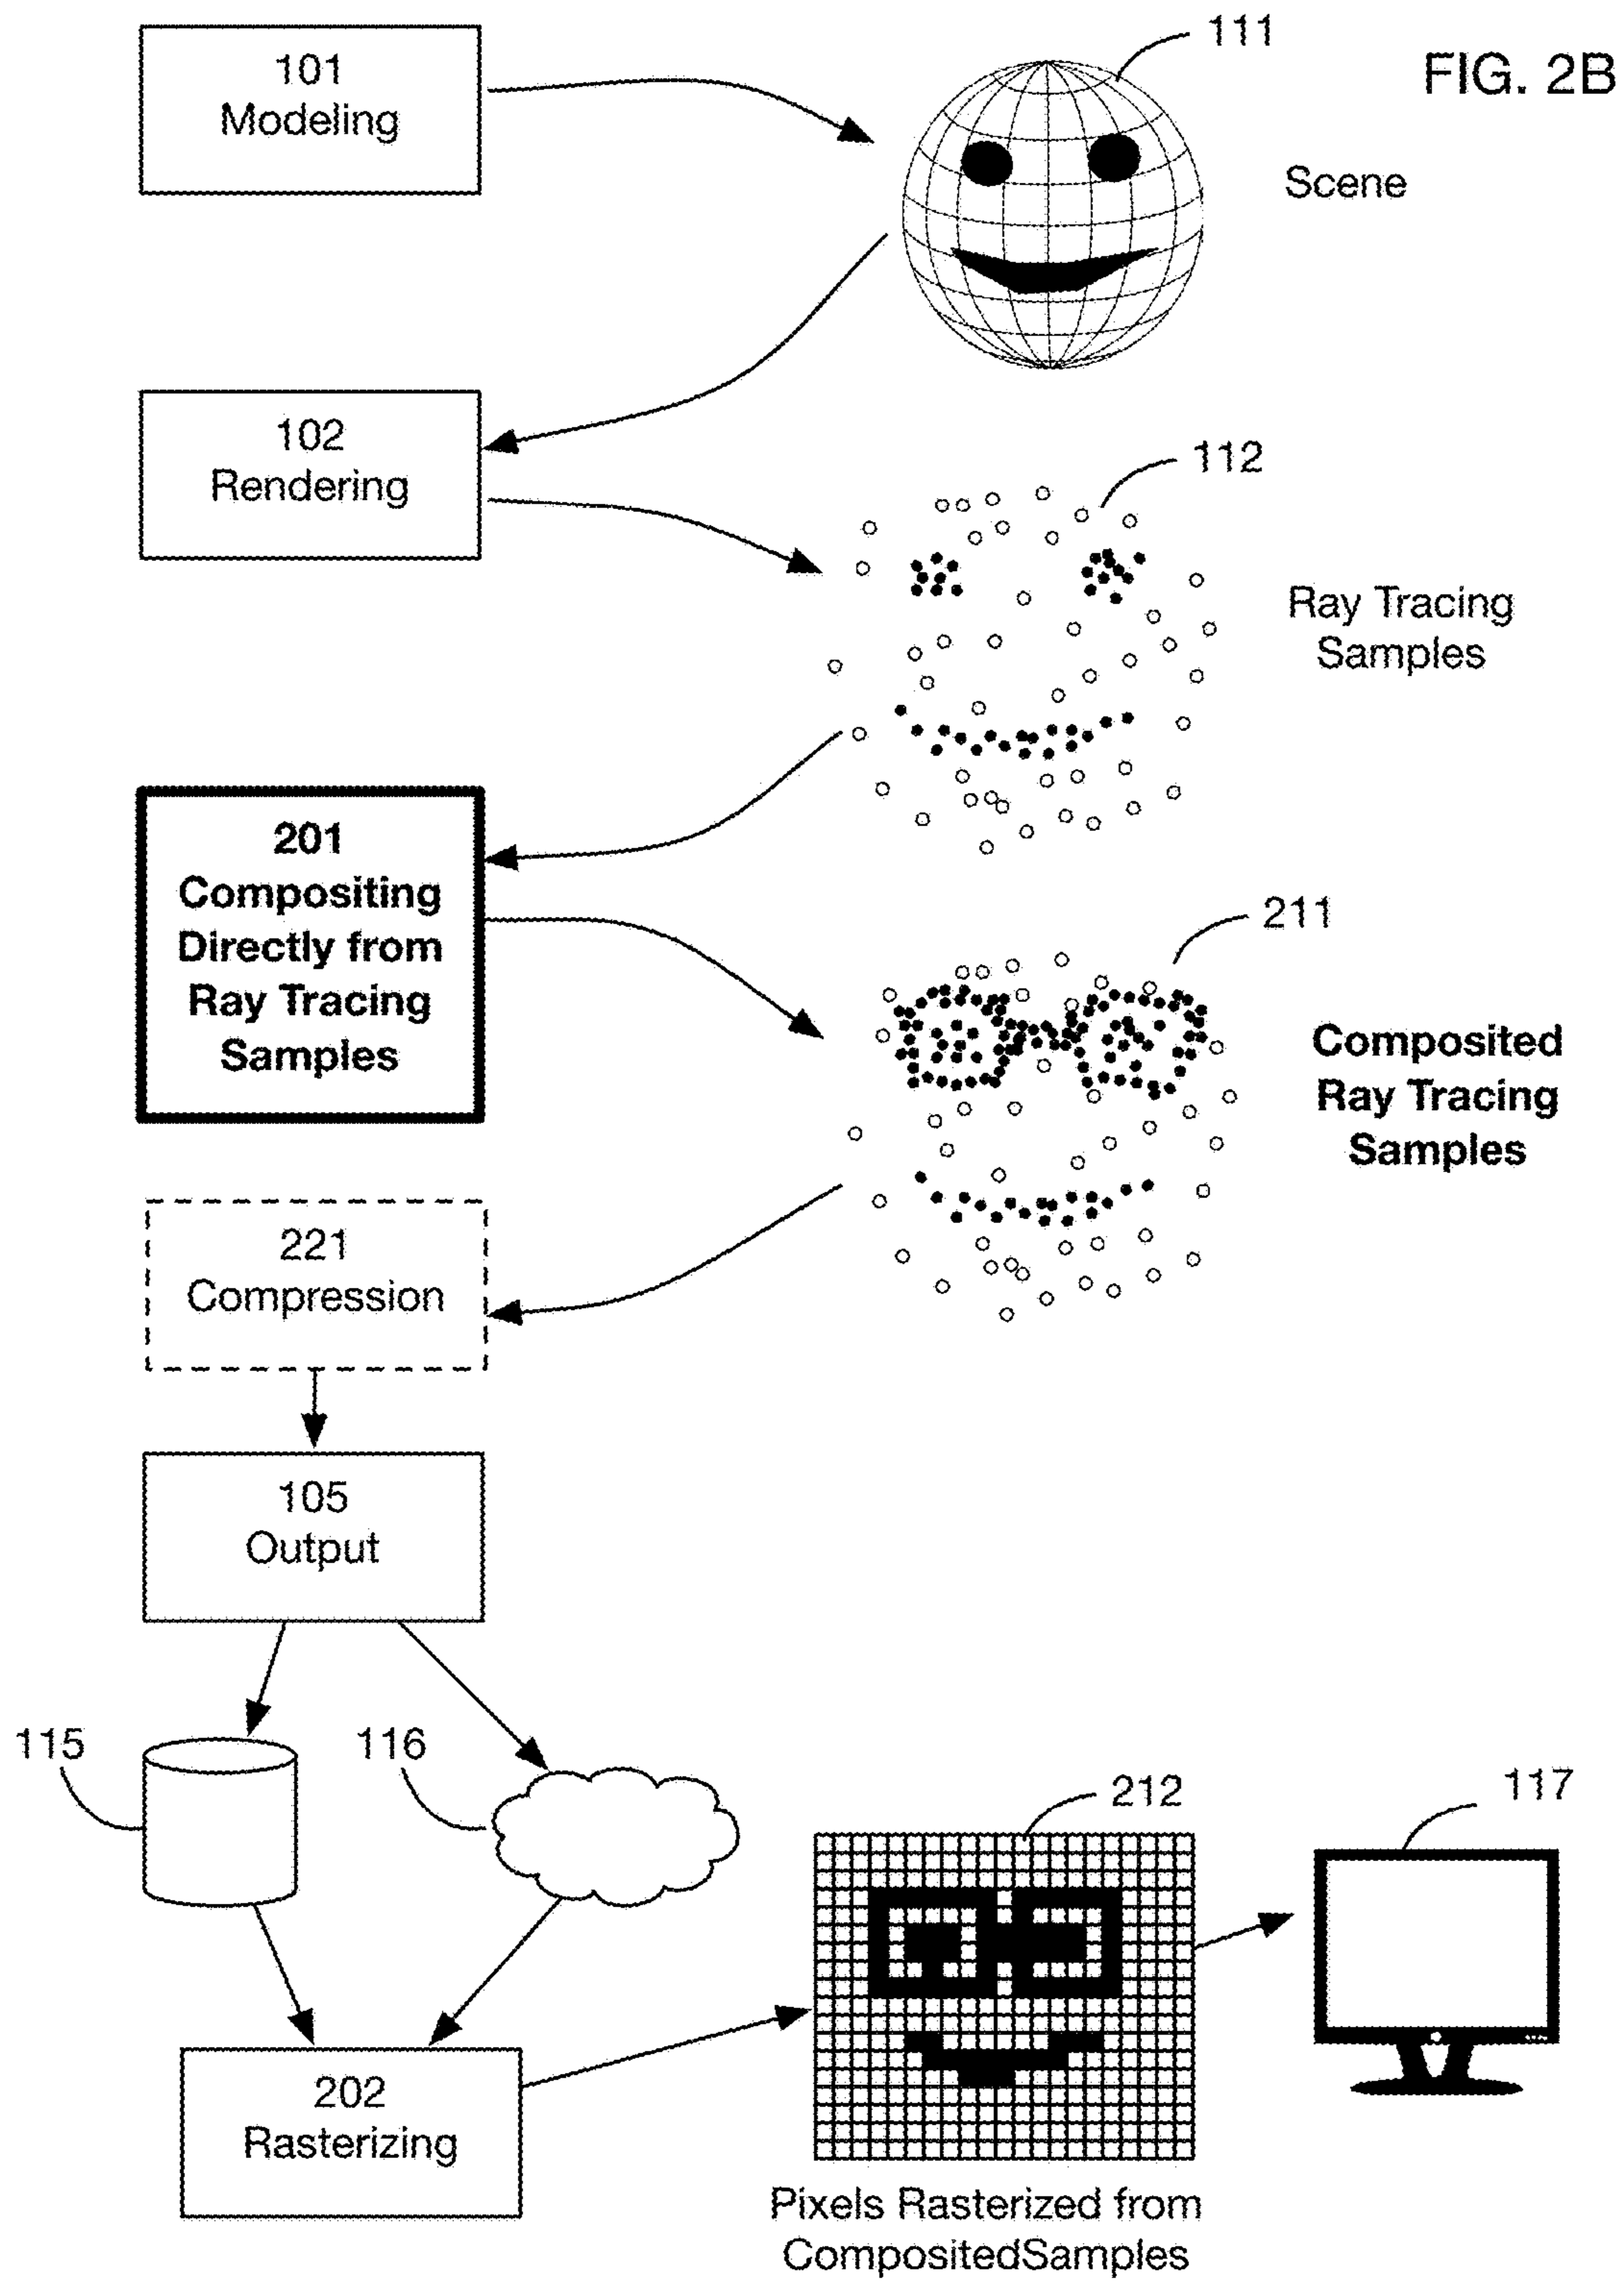 FIG. 2B
101
Modeling
111
Scene
102
Rendering
112
Ray Tracing
Samples
201
Compositing
Directly from
Ray Tracing
Samples
211
Composited
Ray Tracing
Samples
221
Compression
105
Output
115
116
212
117
202
Rasterizing
Pixels Rasterized from
CompositedSamples